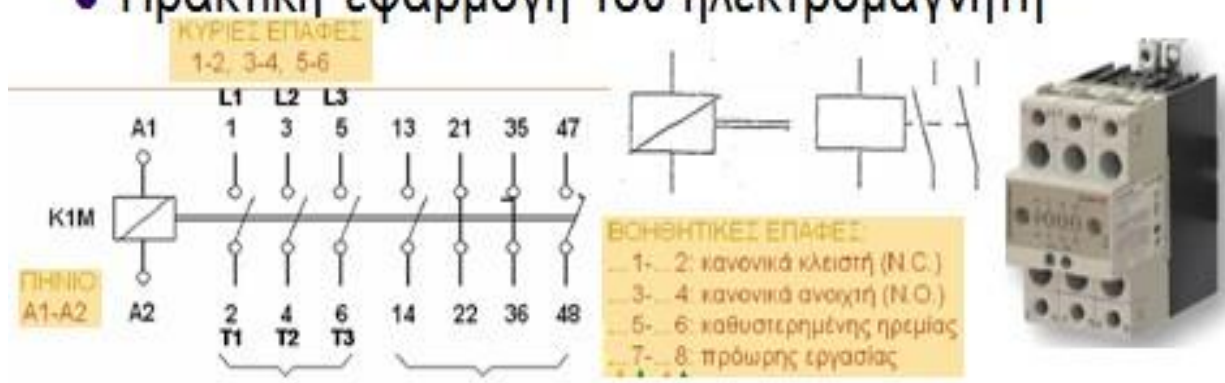 • Πρακτική εφαρμογή του ηλεκτρομαγνήτη
ΚΥΡΙΕΣ ΕΠΑΦΕΣ
1-2, 3-4, 5-6
L1 L2 L3
A1 1 3 5 13 21 35 47
K1M
ΠΗΝΙΟ
A1-A2
A2 2 4 6 14 22 36 48
T1 T2 T3
ΒΟΗΘΗΤΙΚΕΣ ΕΠΑΦΕΣ:
...1-...2: κανονικά κλειστή (N.C.)
...3-...4: κανονικά ανοιχτή (N.O.)
...5-...6: καθυστερημένης ηρεμίας
...7-...8: πρόωρης εργασίας